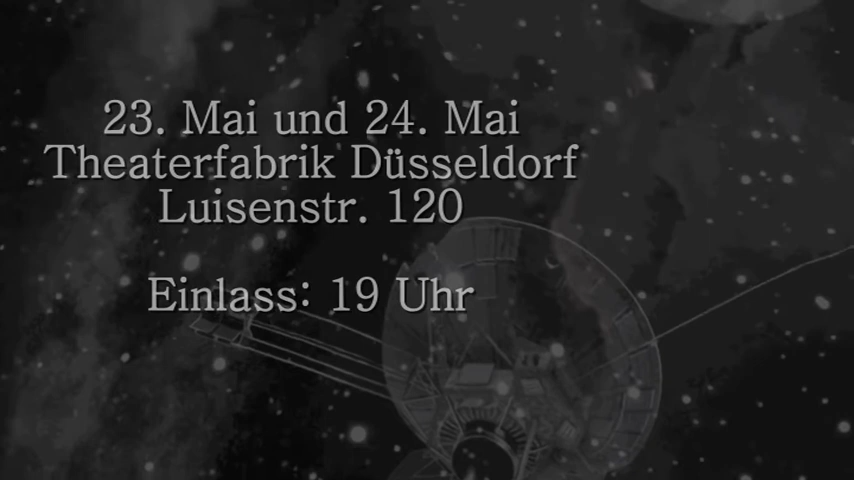 23. Mai und 24. Mai
Theaterfabrik Düsseldorf
Luisenstr. 120
Einlass: 19 Uhr